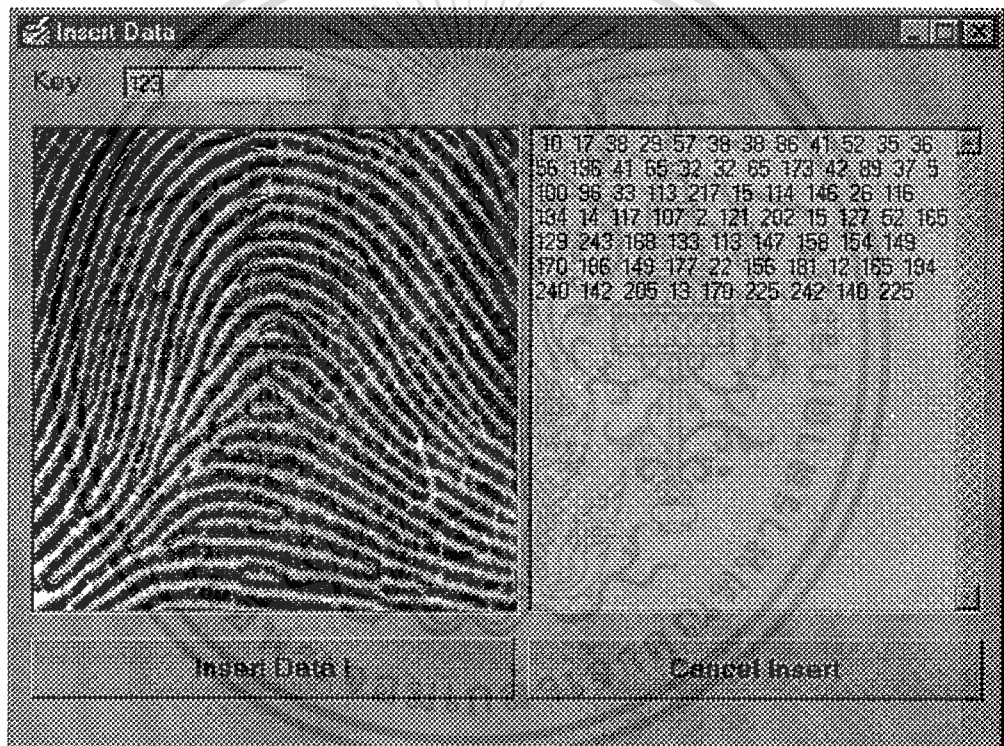 Insert Data
Key 123
10 17 38 29 57 39 38 86 41 52 35 36
56 196 41 65 32 32 65 173 42 89 37 5
100 96 33 113 217 15 114 146 26 116
134 14 117 107 2 121 202 15 127 62 165
129 243 168 133 113 147 158 154 149
170 186 149 177 22 156 181 12 165 194
240 142 205 13 170 225 242 140 225
Insert Data !
Cancel Insert